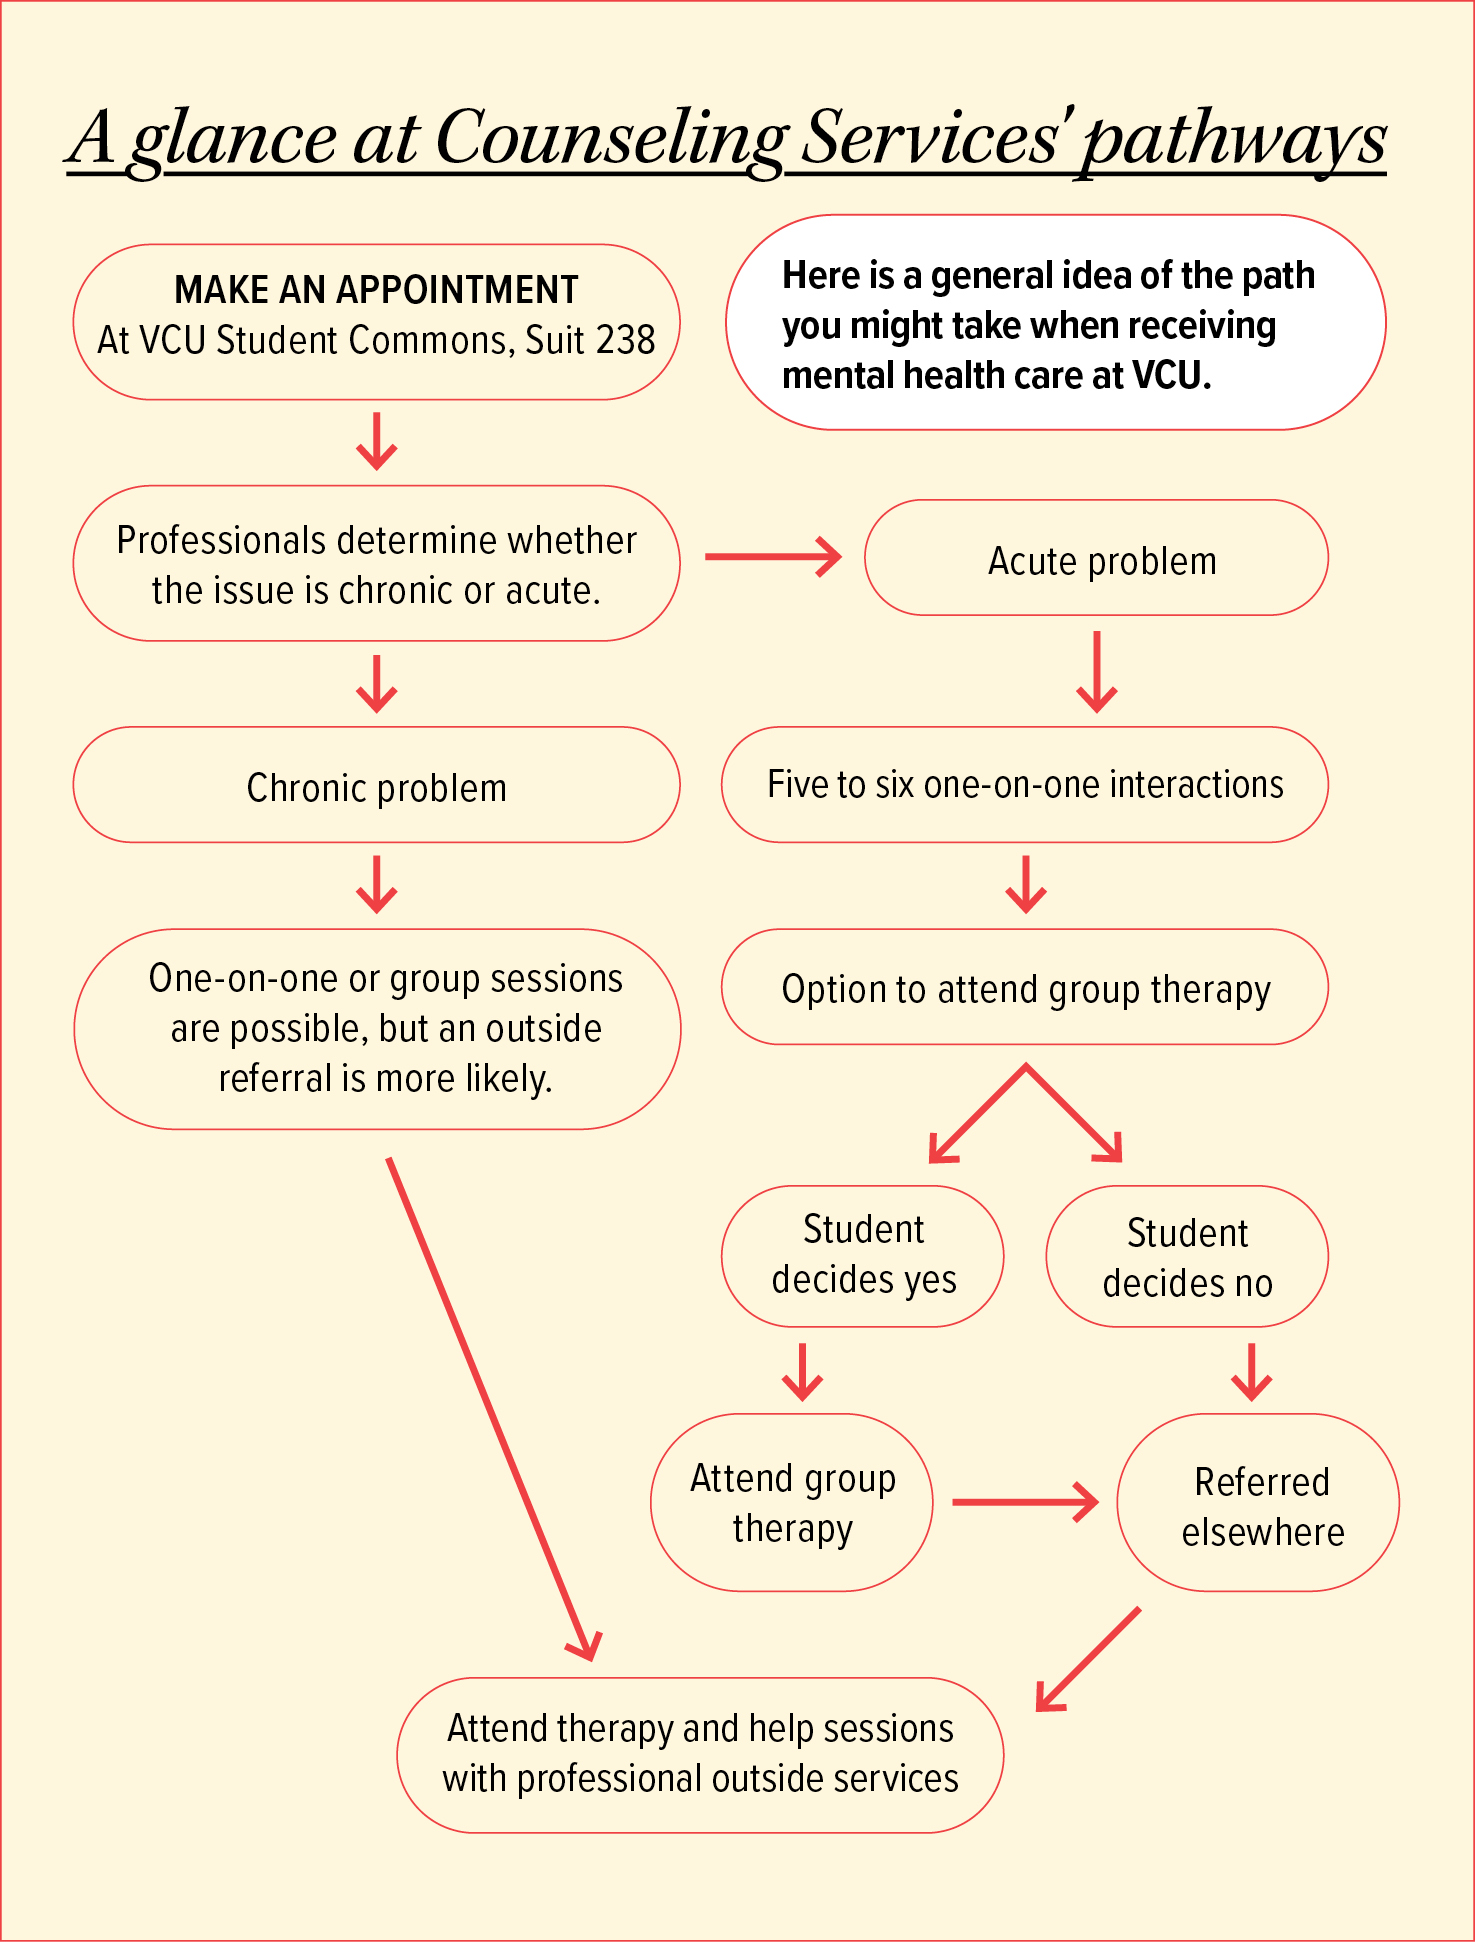 A glance at Counseling Services' pathways
MAKE AN APPOINTMENT
At VCU Student Commons, Suit 238
Here is a general idea of the path
you might take when receiving
mental health care at VCU.
Professionals determine whether
the issue is chronic or acute.
Acute problem
Chronic problem
Five to six one-on-one interactions
One-on-one or group sessions
are possible, but an outside
referral is more likely.
Option to attend group therapy
Student
decides yes
Student
decides no
Attend group
therapy
Referred
elsewhere
Attend therapy and help sessions
with professional outside services